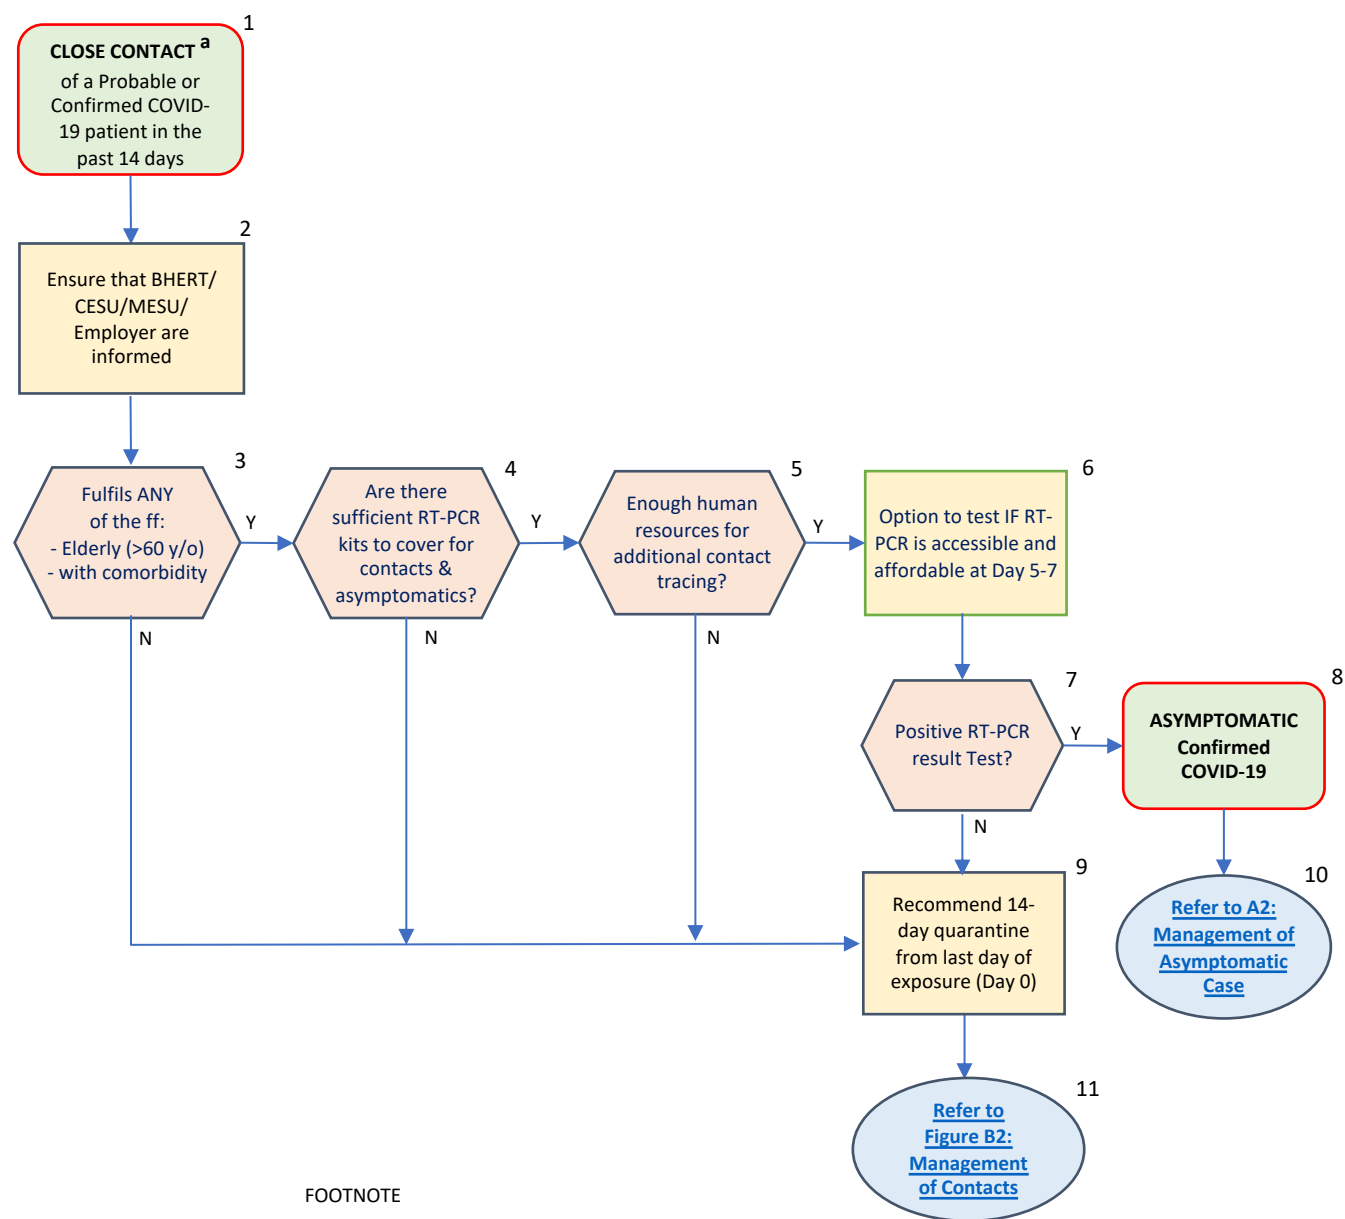 1
CLOSE CONTACT a
of a Probable or
Confirmed COVID-
19 patient in the
past 14 days
2
Ensure that BHERT/
CESU/MESU/
Employer are
informed
3
Fulfils ANY
of the ff:
- Elderly (>60 y/o)
- with comorbidity
Y
N
4
Are there
sufficient RT-PCR
kits to cover for
contacts &
asymptomatics?
Y
N
5
Enough human
resources for
additional contact
tracing?
Y
N
6
Option to test IF RT-
PCR is accessible and
affordable at Day 5-7
7
Positive RT-PCR
result Test?
Y
N
8
ASYMPTOMATIC
Confirmed
COVID-19
9
Recommend 14-
day quarantine
from last day of
exposure (Day 0)
10
Refer to A2:
Management of
Asymptomatic
Case
11
Refer to
Figure B2:
Management
of Contacts
FOOTNOTE